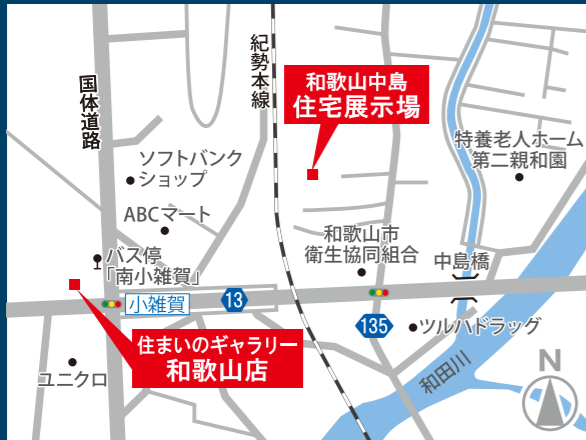 国体道路
紀勢本線
和歌山中島
住宅展示場
特養老人ホーム
第二親和園
ソフトバンク
ショップ
ABCマート
バス停
「南小雑賀」
和歌山市
衛生協同組合
中島橋
小雑賀
13
135
ツルハドラッグ
住まいのギャラリー
和歌山店
ユニクロ
和田川
N